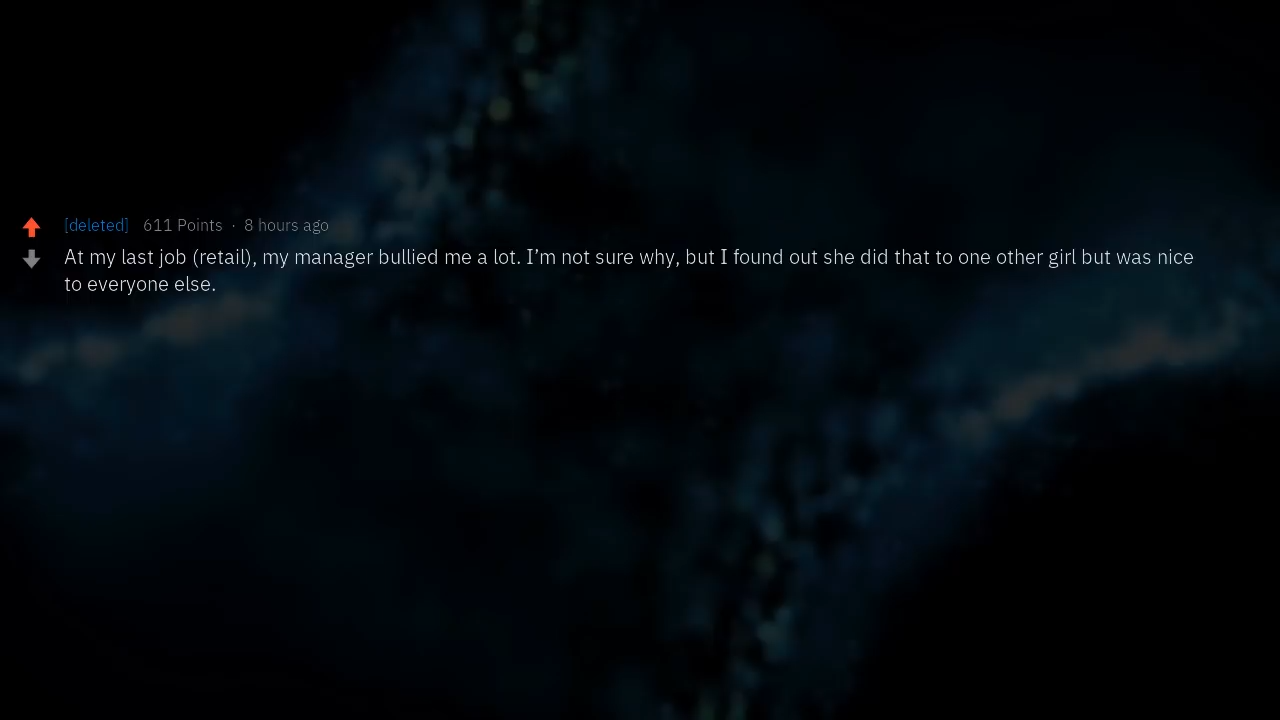 [deleted] 611 Points · 8 hours ago
At my last job (retail), my manager bullied me a lot. I’m not sure why, but I found out she did that to one other girl but was nice
to everyone else.